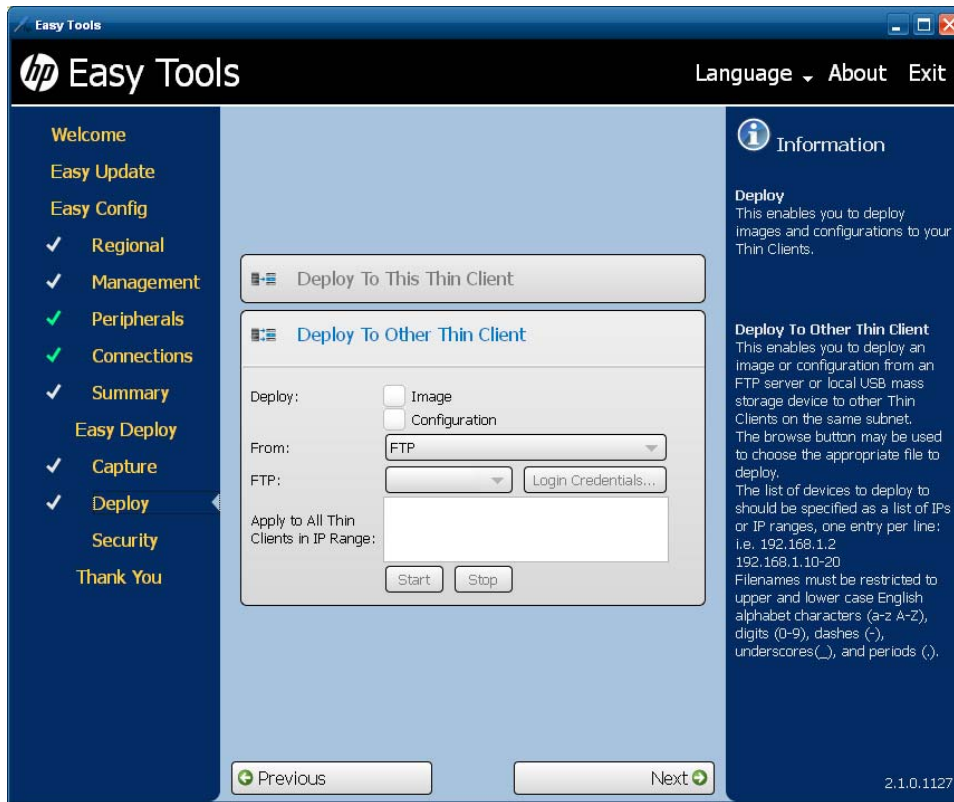 Easy Tools
hp Easy Tools
Language About Exit
Welcome
Easy Update
Easy Config
Regional
Management
Peripherals
Connections
Summary
Easy Deploy
Capture
Deploy
Security
Thank You
Deploy To This Thin Client
Deploy To Other Thin Client
Deploy:
Image
Configuration
From:
FTP
FTP:
Login Credentials...
Apply to All Thin
Clients in IP Range:
Start
Stop
Previous
Next
Information
Deploy
This enables you to deploy
images and configurations to your
Thin Clients.
Deploy To Other Thin Client
This enables you to deploy an
image or configuration from an
FTP server or local USB mass
storage device to other Thin
Clients on the same subnet.
The browse button may be used
to choose the appropriate file to
deploy.
The list of devices to deploy to
should be specified as a list of IPs
or IP ranges, one entry per line:
i.e. 192.168.1.2
192.168.1.10-20
Filenames must be restricted to
upper and lower case English
alphabet characters (a-z A-Z),
digits (0-9), dashes (-),
underscores(_), and periods (.).
2.1.0.1127